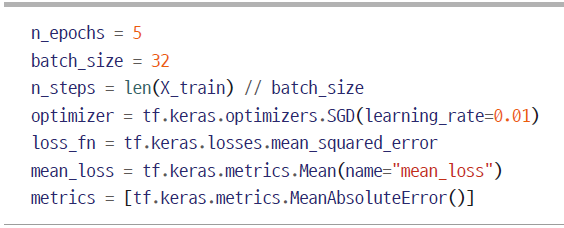 n_epochs = 5
batch_size = 32
n_steps = len(X_train) // batch_size
optimizer = tf.keras.optimizers.SGD(learning_rate=0.01)
loss_fn = tf.keras.losses.mean_squared_error
mean_loss = tf.keras.metrics.Mean(name="mean_loss")
metrics = [tf.keras.metrics.MeanAbsoluteError()]